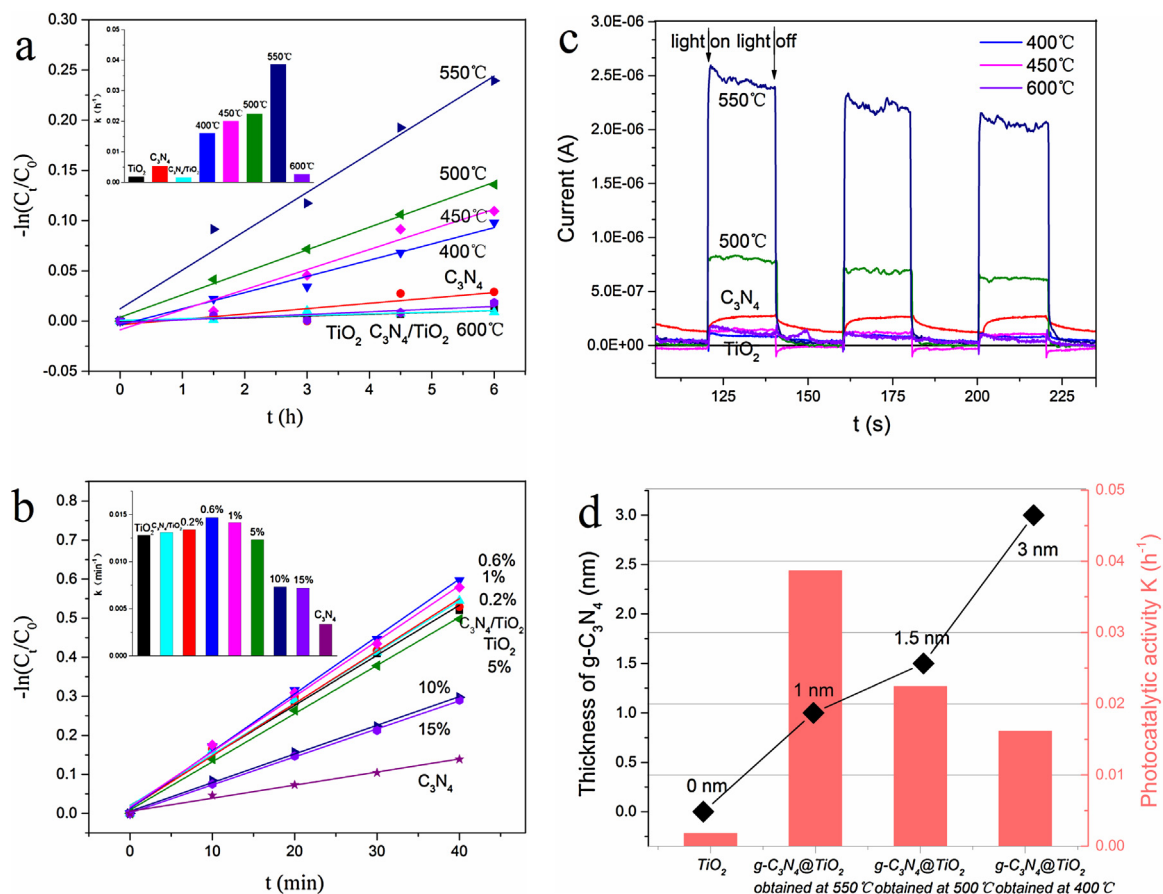 a
0.30
0.25
0.20
0.15
0.10
0.05
0.00
-0.05
-ln(Ct/C0)
0 1 2 3 4 5 6
t (h)
550℃
500℃
450℃
400℃
C3N4
TiO2 C3N4/TiO2 600℃
k (h-1)
0.05
0.04
0.03
0.02
0.01
0.00
TiO2
C3N4
C3N4/TiO2
400℃
450℃
500℃
550℃
600℃
c
3.0E-06
2.5E-06
2.0E-06
1.5E-06
1.0E-06
5.0E-07
0.0E+00
Current (A)
125 150 175 200 225
t (s)
light on light off
400℃
450℃
600℃
550℃
500℃
C3N4
TiO2
b
0.8
0.7
0.6
0.5
0.4
0.3
0.2
0.1
0.0
-ln(Ct/C0)
0 10 20 30 40
t (min)
0.6%
1%
0.2%
C3N4/TiO2
TiO2
5%
10%
15%
C3N4
k (min-1)
0.015
0.010
0.005
0.000
TiO2
C3N4/TiO2
0.2%
0.6%
1%
5%
10%
15%
C3N4
d
3.0
2.5
2.0
1.5
1.0
0.5
0.0
Thickness of g-C3N4 (nm)
0 nm
1 nm
1.5 nm
3 nm
0.05
0.04
0.03
0.02
0.01
0.00
Photocatalytic activity K (h-1)
TiO2
g-C3N4@TiO2
obtained at 550℃
g-C3N4@TiO2
obtained at 500℃
g-C3N4@TiO2
obtained at 400℃